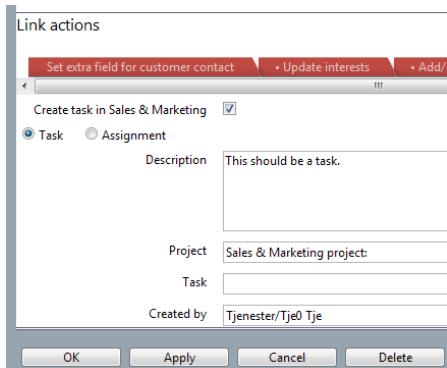 Link actions
Set extra field for customer contact • Update interests • Add/
Create task in Sales & Marketing
Task Assignment
Description This should be a task.
Project Sales & Marketing project:
Task
Created by Tjenester/Tje0 Tje
OK Apply Cancel Delete